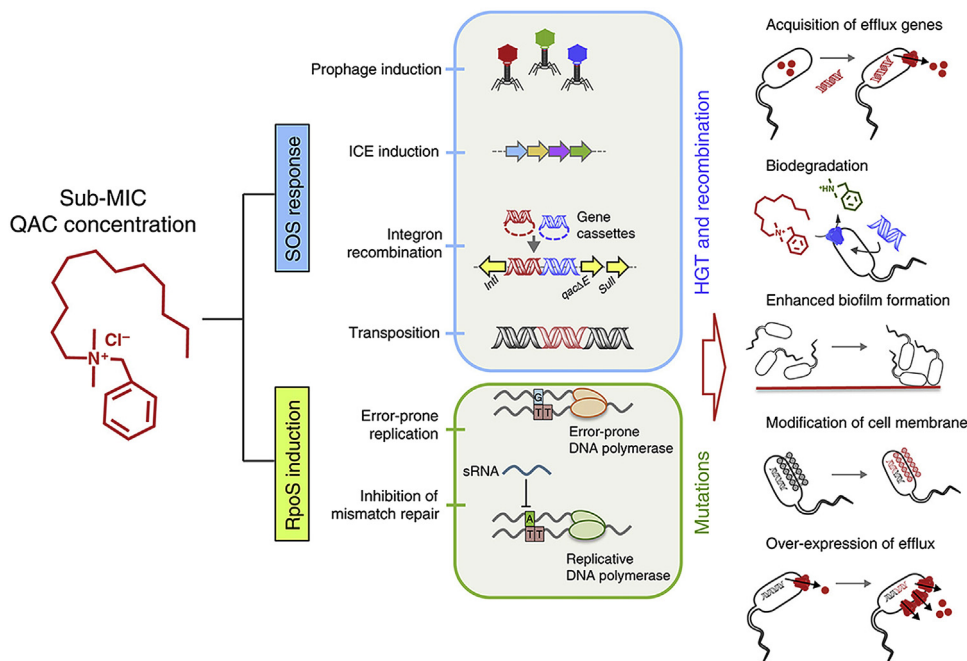 Sub-MIC
QAC concentration
Cl⁻
N⁺
SOS response
RpoS induction
Prophage induction
ICE induction
Integron
recombination
Gene
cassettes
IntI
qacΔE
SulI
Transposition
Error-prone
replication
G
T T
Error-prone
DNA polymerase
sRNA
Inhibition of
mismatch repair
A
T T
Replicative
DNA polymerase
HGT and recombination
Mutations
Acquisition of efflux genes
Biodegradation
⁺HN
N⁺
Enhanced biofilm formation
Modification of cell membrane
Over-expression of efflux